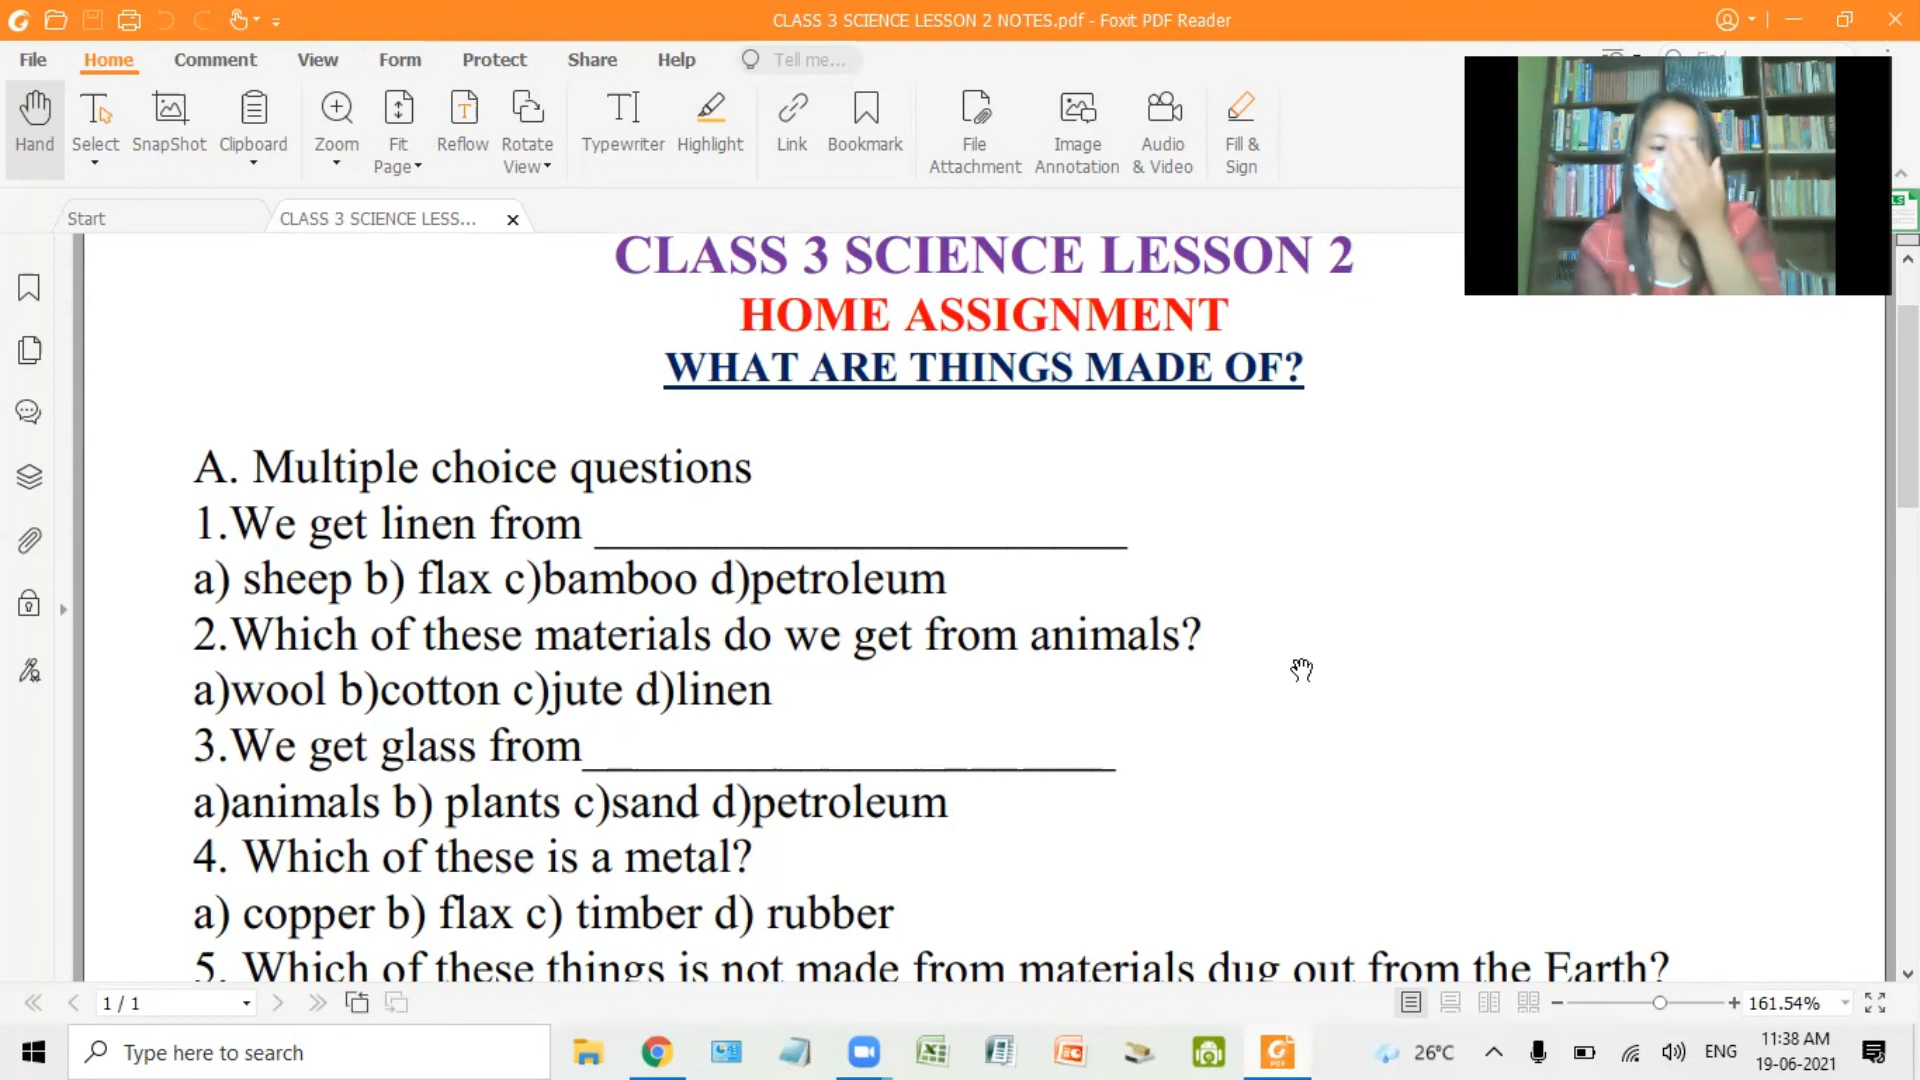 CLASS 3 SCIENCE LESSON 2 NOTES.pdf - Foxit PDF Reader
File Home Comment View Form Protect Share Help Tell me... Find
Hand Select SnapShot Clipboard Zoom Fit Page Reflow Rotate View Typewriter Highlight Link Bookmark File Attachment Image Annotation Audio & Video Fill & Sign
Start CLASS 3 SCIENCE LESS...
CLASS 3 SCIENCE LESSON 2
HOME ASSIGNMENT
WHAT ARE THINGS MADE OF?
A. Multiple choice questions
1.We get linen from ______________________
a) sheep b) flax c)bamboo d)petroleum
2.Which of these materials do we get from animals?
a)wool b)cotton c)jute d)linen
3.We get glass from______________________
a)animals b) plants c)sand d)petroleum
4. Which of these is a metal?
a) copper b) flax c) timber d) rubber
5. Which of these things is not made from materials dug out from the Earth?
1 / 1 161.54%
Type here to search 26°C ENG 11:38 AM
19-06-2021